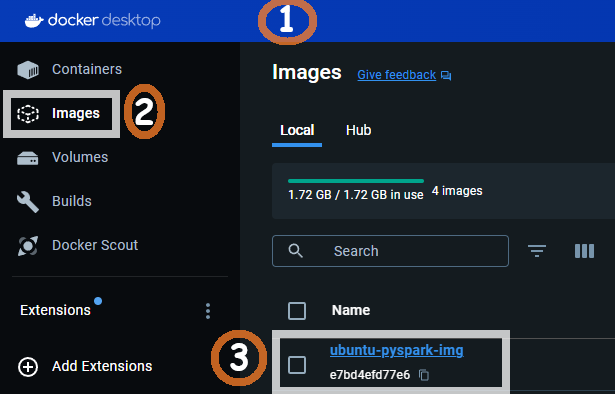 docker desktop
1
Containers
Images
2
Volumes
Builds
Docker Scout
Extensions
Add Extensions
Images
Give feedback
Local
Hub
1.72 GB / 1.72 GB in use
4 images
Search
Name
3
ubuntu-pyspark-img
e7bd4efd77e6